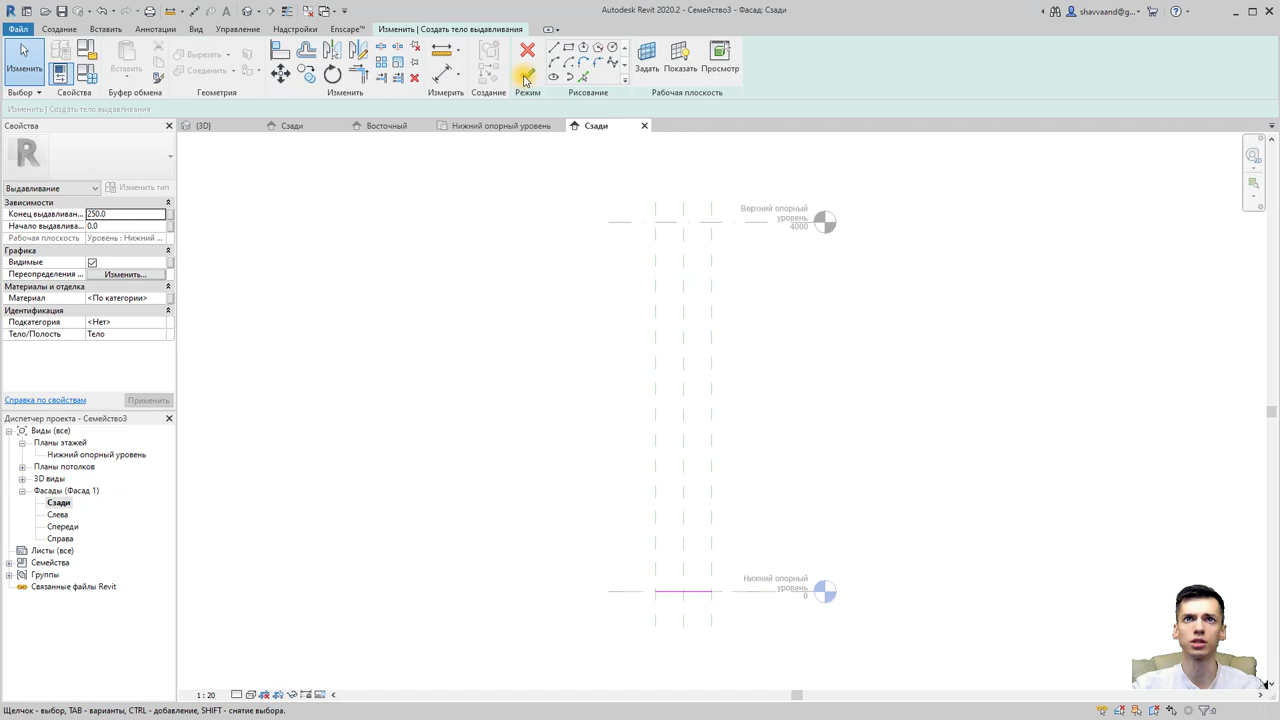 Autodesk Revit 2020.2 - Семейство3 - Фасад: Сзади
shavvaand@g...
Файл Создание Вставить Аннотации Вид Управление Надстройки Enscape™ Изменить | Создать тело выдавливания
Изменить Вставить Вырезать Соединить Задать Показать Просмотр
Выбор Свойства Буфер обмена Геометрия Изменить Измерить Создание Режим Рисование Рабочая плоскость
Изменить | Создать тело выдавливания
Свойства
{3D} Сзади Восточный Нижний опорный уровень Сзади
R
Выдавливание Изменить тип
Зависимости
Конец выдавливан... 250.0
Начало выдавлива... 0.0
Рабочая плоскость Уровень : Нижний ...
Графика
Видимые
Переопределения ... Изменить...
Материалы и отделка
Материал <По категории>
Идентификация
Подкатегория <Нет>
Тело/Полость Тело
Справка по свойствам Применить
Диспетчер проекта - Семейство3
Виды (все)
Планы этажей
Нижний опорный уровень
Планы потолков
3D виды
Фасады (Фасад 1)
Сзади
Слева
Спереди
Справа
Листы (все)
Семейства
Группы
Связанные файлы Revit
Верхний опорный
уровень
4000
Нижний опорный
уровень
0
1 : 20
Щелчок - выбор, TAB - варианты, CTRL - добавление, SHIFT - снятие выбора.
:0